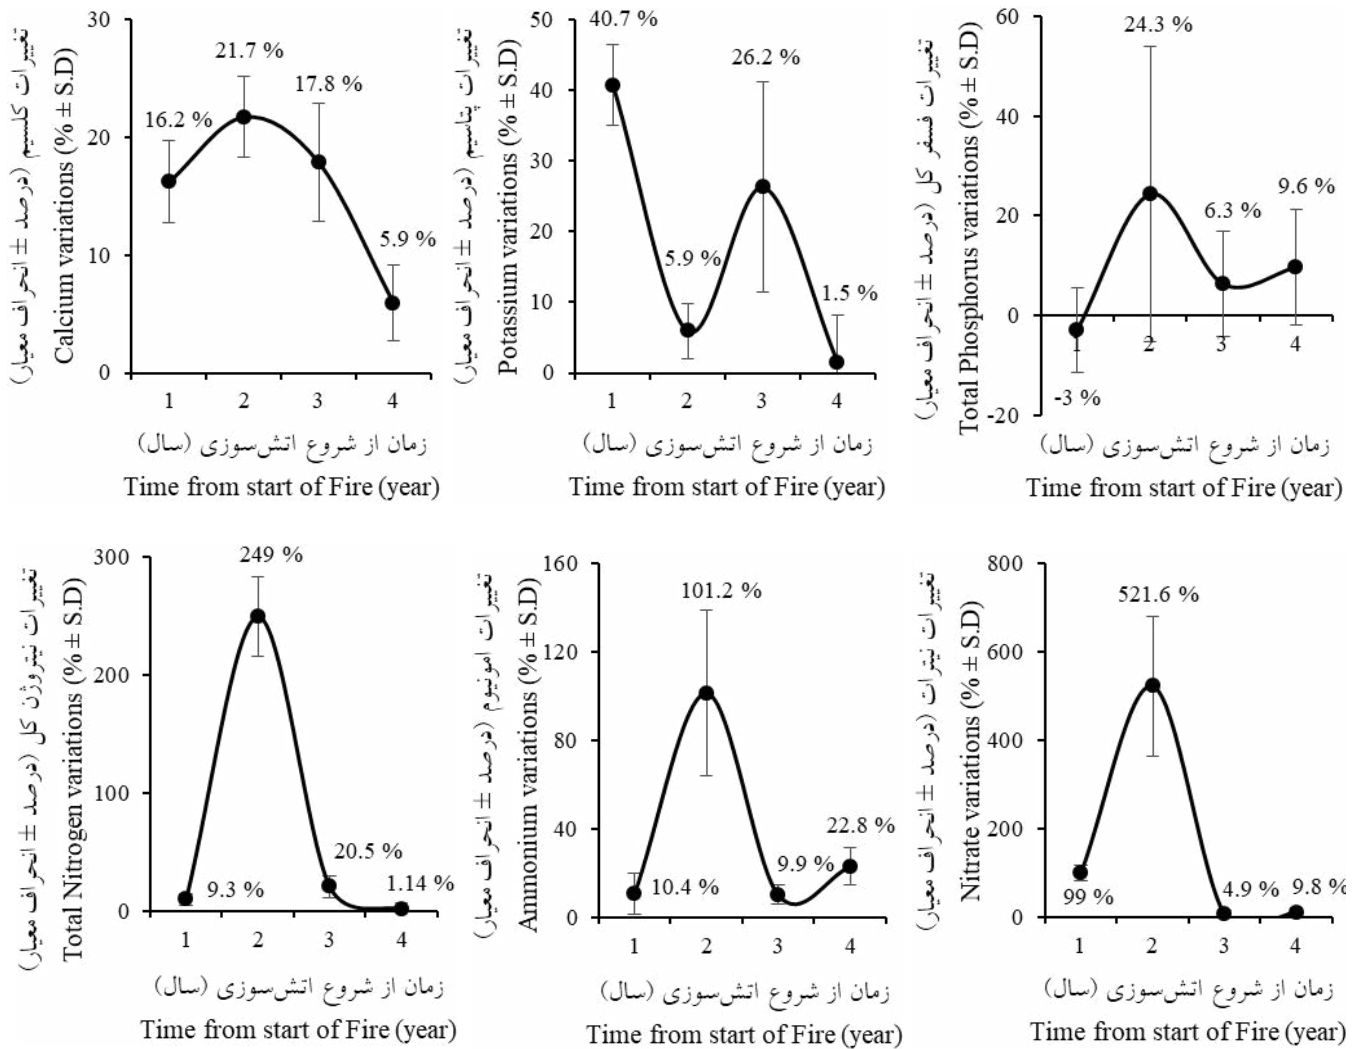 تغییرات کلسیم (درصد ± انحراف معیار)
Calcium variations (% ± S.D)
30
20
10
0
16.2 %
21.7 %
17.8 %
5.9 %
1 2 3 4
زمان از شروع اتش‌سوزی (سال)
Time from start of Fire (year)
تغییرات پتاسیم (درصد ± انحراف معیار)
Potassium variations (% ± S.D)
50
40
30
20
10
0
40.7 %
5.9 %
26.2 %
1.5 %
1 2 3 4
زمان از شروع اتش‌سوزی (سال)
Time from start of Fire (year)
تغییرات فسفر کل (درصد ± انحراف معیار)
Total Phosphorus variations (% ± S.D)
60
40
20
0
-20
-3 %
24.3 %
6.3 %
9.6 %
1 2 3 4
زمان از شروع اتش‌سوزی (سال)
Time from start of Fire (year)
تغییرات نیتروژن کل (درصد ± انحراف معیار)
Total Nitrogen variations (% ± S.D)
300
200
100
0
9.3 %
249 %
20.5 %
1.14 %
1 2 3 4
زمان از شروع اتش‌سوزی (سال)
Time from start of Fire (year)
تغییرات امونیوم (درصد ± انحراف معیار)
Ammonium variations (% ± S.D)
160
120
80
40
0
10.4 %
101.2 %
9.9 %
22.8 %
1 2 3 4
زمان از شروع اتش‌سوزی (سال)
Time from start of Fire (year)
تغییرات نیترات (درصد ± انحراف معیار)
Nitrate variations (% ± S.D)
800
600
400
200
0
99 %
521.6 %
4.9 %
9.8 %
1 2 3 4
زمان از شروع اتش‌سوزی (سال)
Time from start of Fire (year)